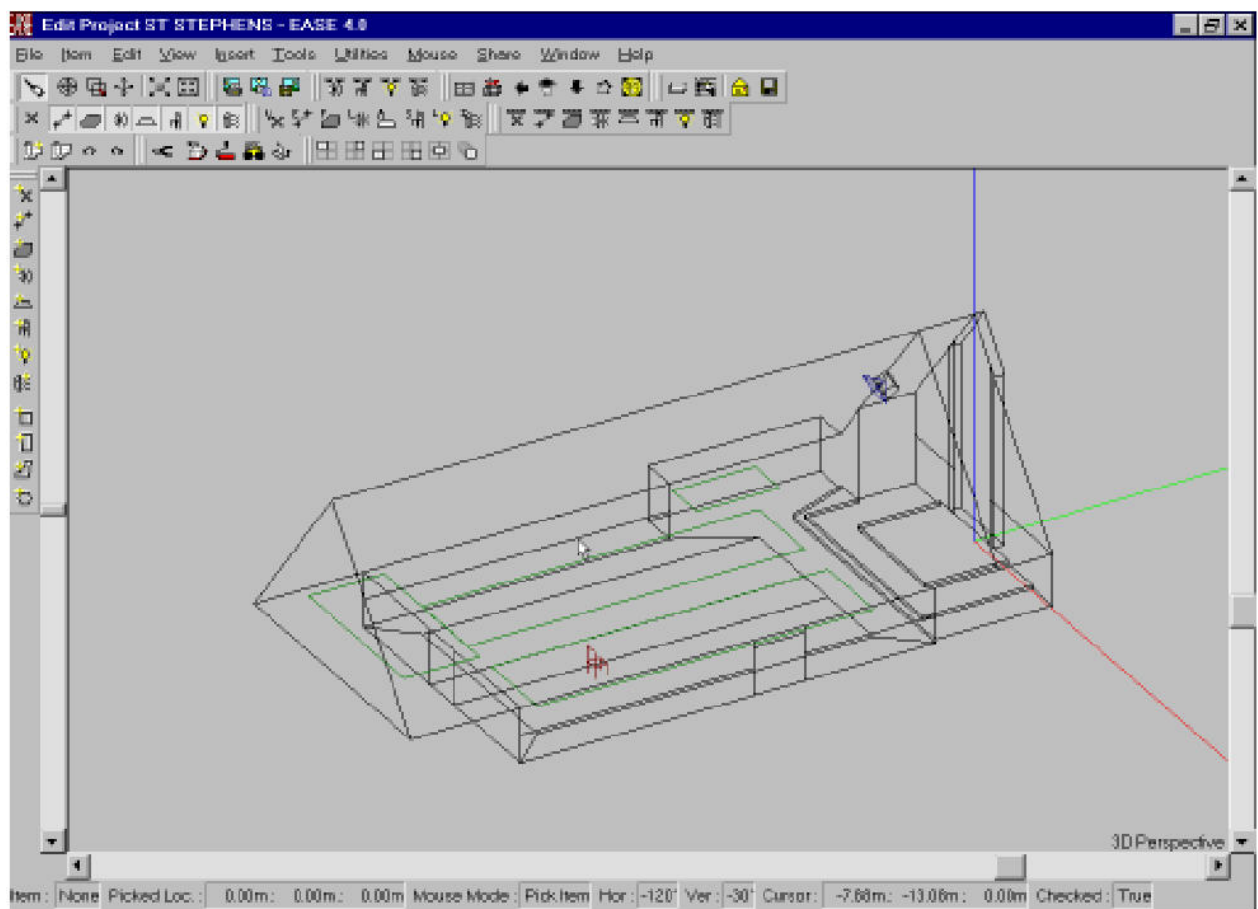 Edit Project ST STEPHENS - EASE 4.0
File Item Edit View Insert Tools Utilities Mouse Share Window Help
3D Perspective
Item : None Picked Loc. : 0.00m : 0.00m : 0.00m Mouse Mode : Pick Item Hor : -120° Ver : -30° Cursor : -7.68m : -13.06m : 0.00m Checked : True